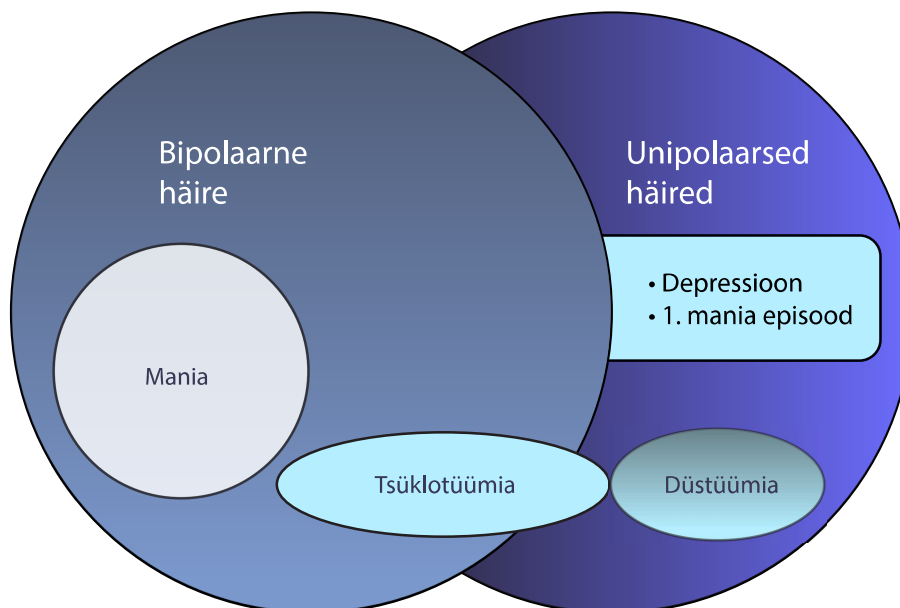 Bipolaarne
häire
Unipolaarsed
häired
• Depressioon
• 1. mania episood
Mania
Tsüklotüümia
Düstüümia